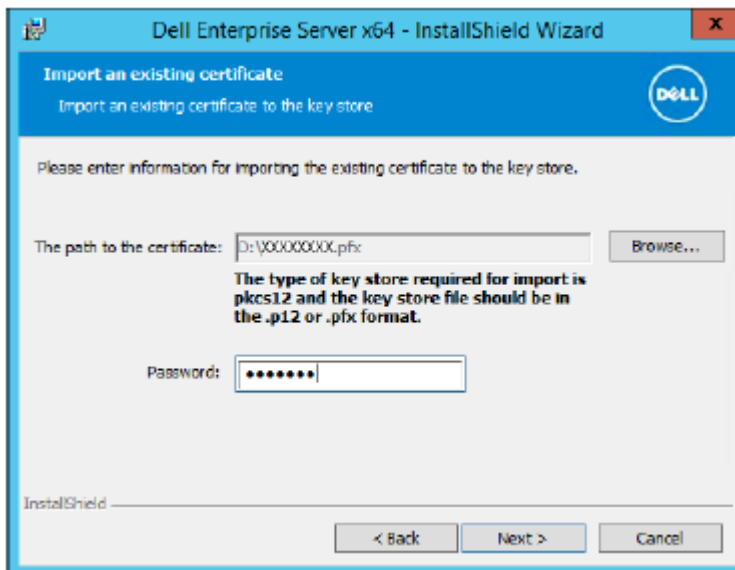 Dell Enterprise Server x64 - InstallShield Wizard
x
Import an existing certificate
Import an existing certificate to the key store
DELL
Please enter information for importing the existing certificate to the key store.
The path to the certificate: D:\XXXXXXXX.pfx Browse...
The type of key store required for import is
pkcs12 and the key store file should be in
the .p12 or .pfx format.
Password: •••••••
InstallShield
< Back Next > Cancel